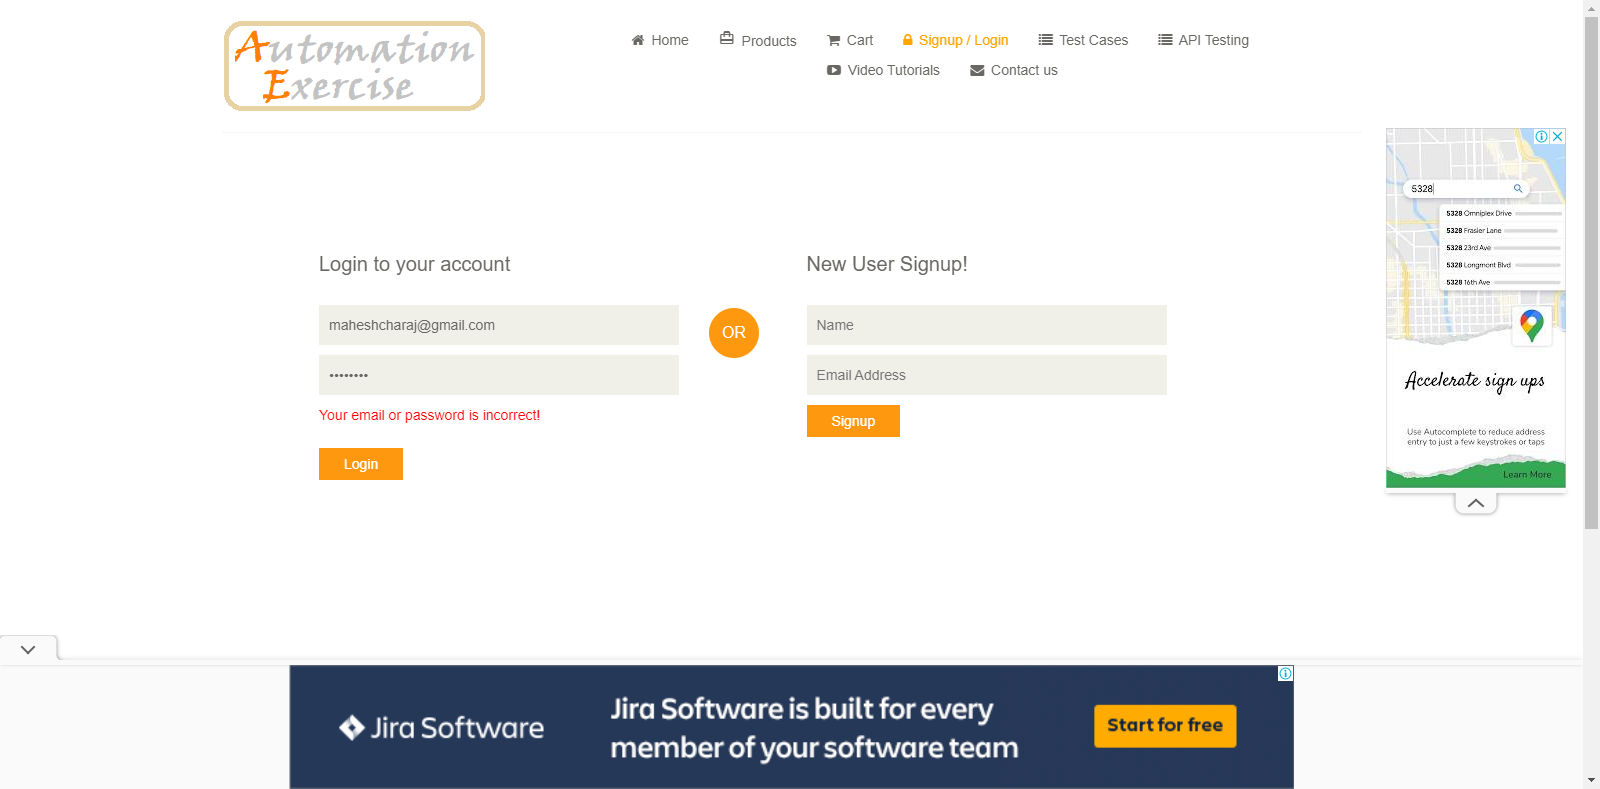 Automation
Exercise
Home
Products
Cart
Signup / Login
Test Cases
API Testing
Video Tutorials
Contact us
Login to your account
maheshcharaj@gmail.com
••••••••
Your email or password is incorrect!
Login
OR
New User Signup!
Name
Email Address
Signup
5328
5328 Omniplex Drive
5328 Frasier Lane
5328 23rd Ave
5328 Longmont Blvd
5328 16th Ave
Accelerate sign ups
Use Autocomplete to reduce address
entry to just a few keystrokes or taps
Learn More
Jira Software
Jira Software is built for every
member of your software team
Start for free